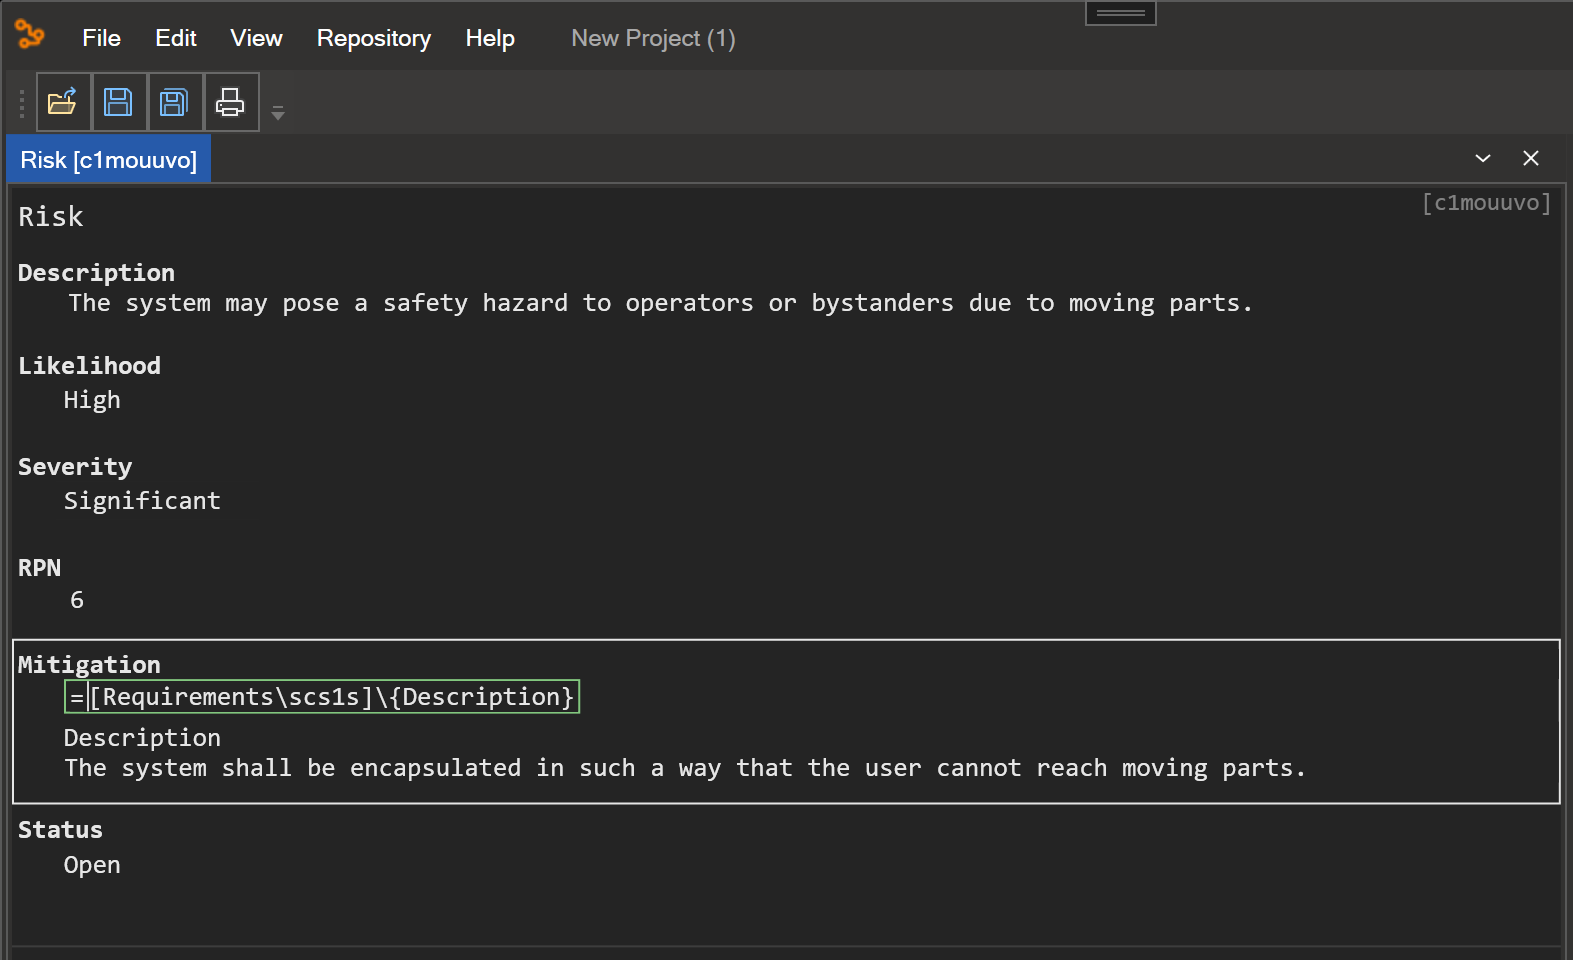 File Edit View Repository Help New Project (1)
Risk [c1mouuvo]
[c1mouuvo]
Risk
Description
The system may pose a safety hazard to operators or bystanders due to moving parts.
Likelihood
High
Severity
Significant
RPN
6
Mitigation
=[Requirements\scs1s]\{Description}
Description
The system shall be encapsulated in such a way that the user cannot reach moving parts.
Status
Open